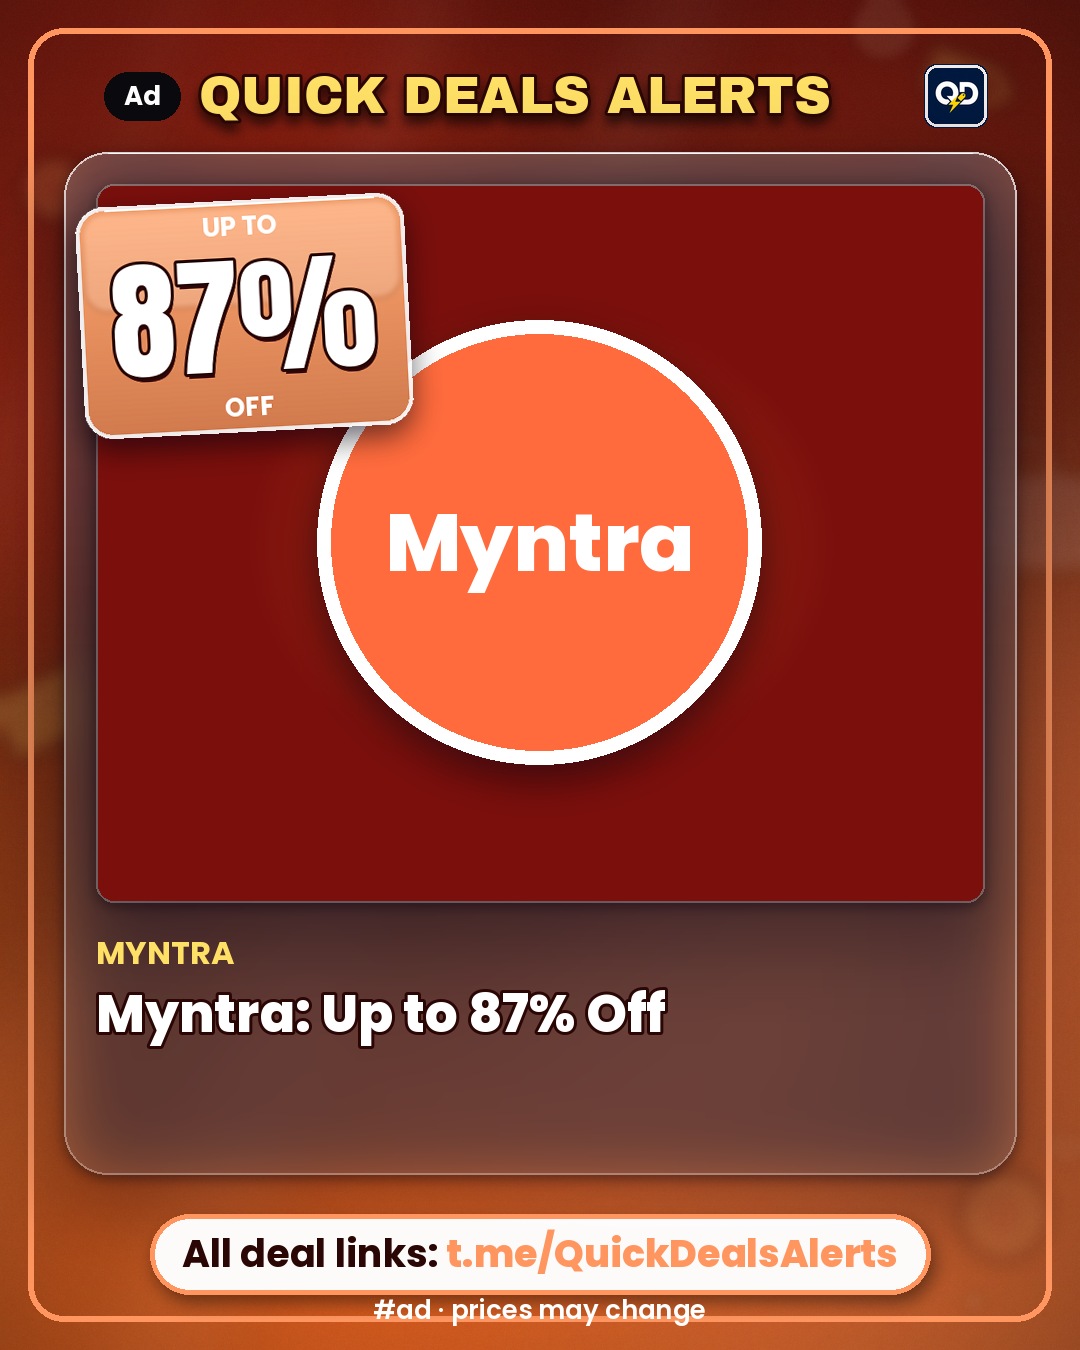 Ad
QUICK DEALS ALERTS
QD
UP TO
87%
OFF
Myntra
MYNTRA
Myntra: Up to 87% Off
All deal links: t.me/QuickDealsAlerts
#ad · prices may change